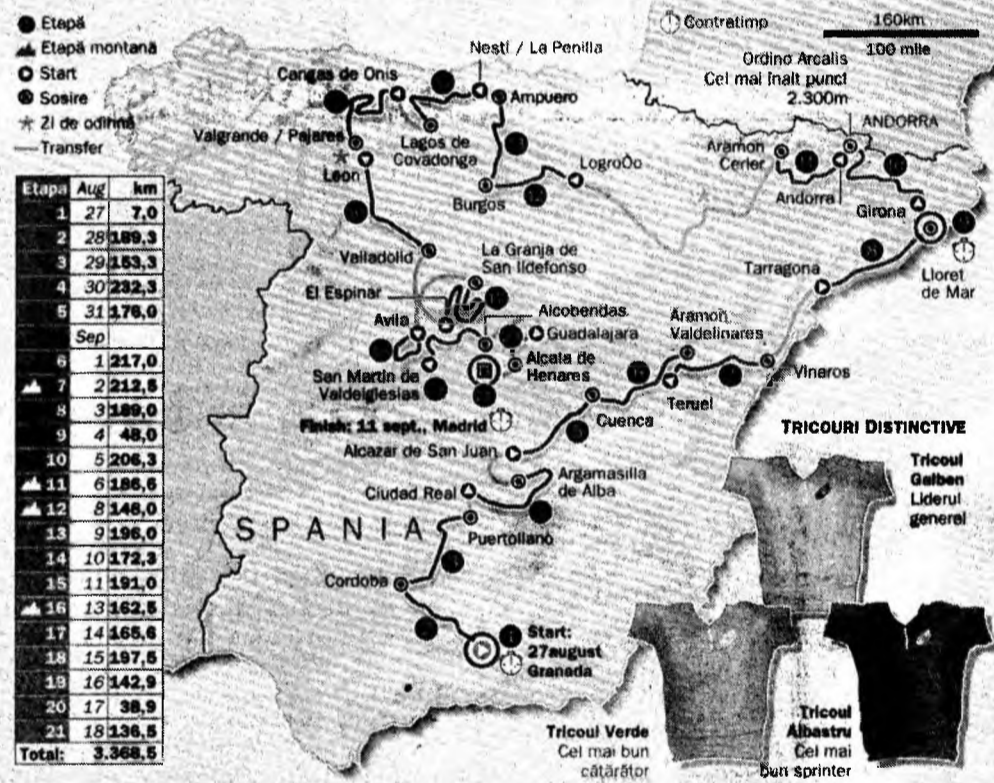 Etapă
Etapă montană
Start
Sosire
Zi de odihnă
Transfer
Contratimp
160km
100 mile
Ordino Arcalis
Cel mai înalt punct
2.300m
ANDORRA
Nestl / La Penilla
Cangas de Onis
Ampuero
Valgrande / Pajares
Lagos de
Covadonga
Leon
Burgos
LogroÖo
Aramon
Cerler
Andorra
Girona
Lloret
de Mar
Tarragona
Valladolid
La Granja de
San Ildefonso
El Espinar
Avila
Alcobendas
Guadalajara
Alcala de
Henares
San Martin de
Valdeiglesias
Finish: 11 sept., Madrid
Aramon
Valdelinares
Vinaros
Teruel
Cuenca
Alcazar de San Juan
Argamasilla
de Alba
Ciudad Real
Puertollano
SPANIA
Cordoba
Start:
27august
Granada
Etapa Aug km
1 27 7,0
2 28 189,3
3 29 153,3
4 30 232,3
5 31 176,0
Sep
6 1 217,0
7 2 212,5
8 3 189,0
9 4 48,0
10 5 206,3
11 6 186,6
12 8 148,0
13 9 196,0
14 10 172,3
15 11 191,0
16 13 162,5
17 14 165,6
18 15 197,5
19 16 142,9
20 17 38,9
21 18 136,5
Total: 3.368,5
TRICOURI DISTINCTIVE
Tricoul
Galben
Liderul
general
Tricoul Verde
Cel mai bun
cățărător
Tricoul
Albastru
Cel mai
bun sprinter